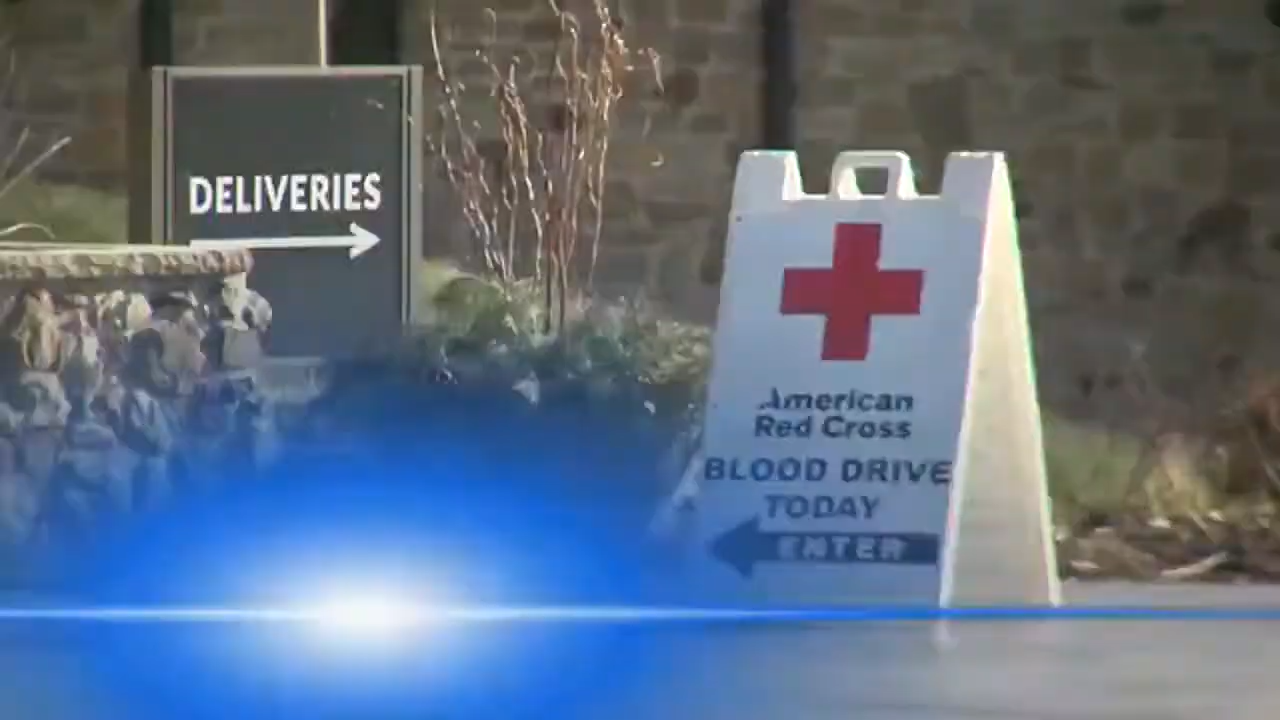 DELIVERIES
American
Red Cross
BLOOD DRIVE
TODAY
ENTER